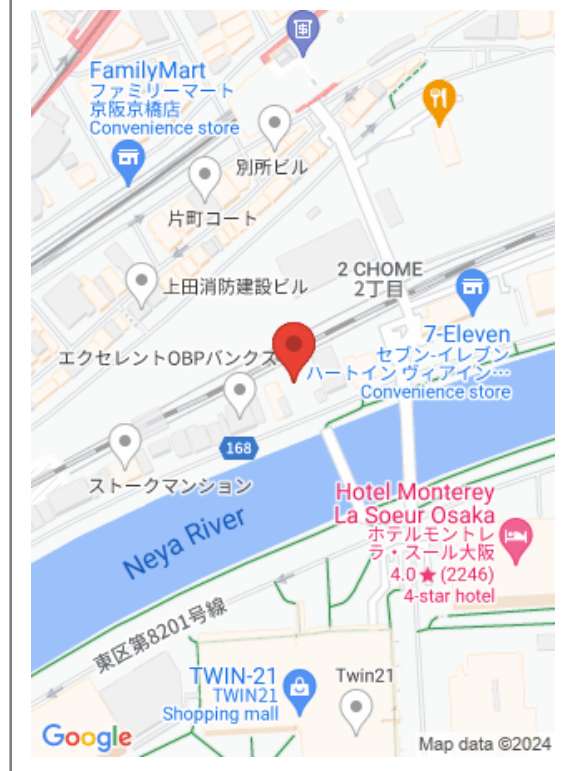 FamilyMart
ファミリーマート
京阪京橋店
Convenience store
別所ビル
片町コート
2 CHOME
2丁目
上田消防建設ビル
7-Eleven
セブン-イレブン
ハートイン ヴィアイン…
Convenience store
エクセレントOBPバンクス
168
ストークマンション
Neya River
Hotel Monterey
La Soeur Osaka
ホテルモントレ
ラ・スール大阪
4.0★(2246)
4-star hotel
東区第8201号線
TWIN-21
TWIN21
Shopping mall
Twin21
Google
Map data ©2024